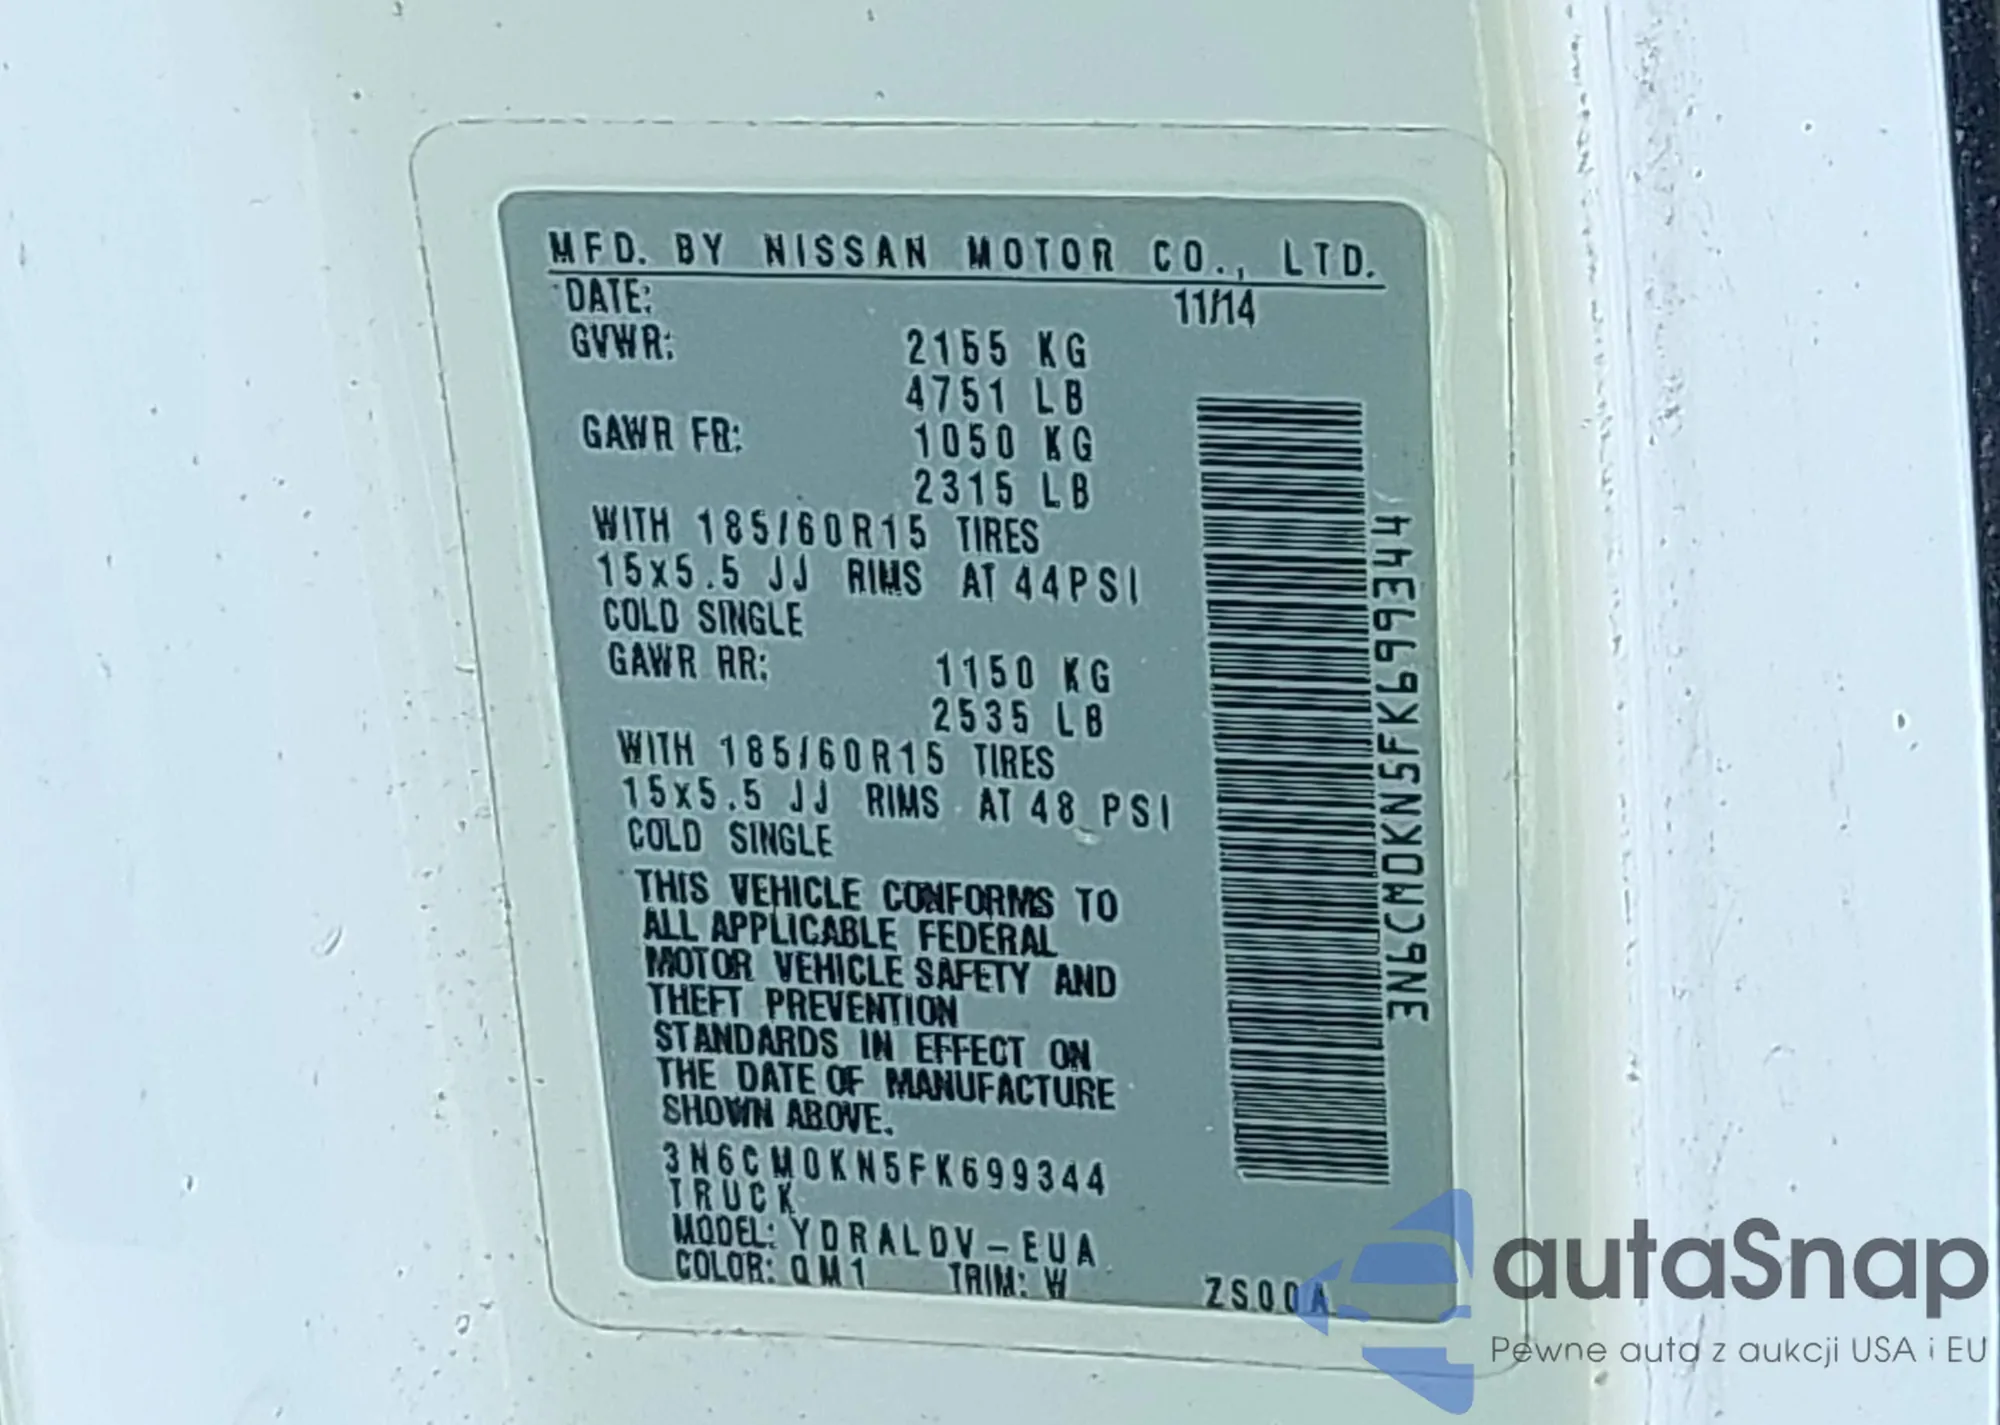 MFD. BY NISSAN MOTOR CO., LTD.
DATE: 11/14
GVWR: 2155 KG
4751 LB
GAWR FR: 1050 KG
2315 LB
WITH 185/60R15 TIRES
15x5.5 JJ RIMS AT 44PSI
COLD SINGLE
GAWR RR: 1150 KG
2535 LB
WITH 185/60R15 TIRES
15x5.5 JJ RIMS AT 48 PSI
COLD SINGLE
THIS VEHICLE CONFORMS TO
ALL APPLICABLE FEDERAL
MOTOR VEHICLE SAFETY AND
THEFT PREVENTION
STANDARDS IN EFFECT ON
THE DATE OF MANUFACTURE
SHOWN ABOVE.
3N6CM0KN5FK699344
TRUCK
MODEL: YDRALDV-EUA
COLOR: QM1 TRIM: W ZS00A
3N6CM0KN5FK699344
autoSnap
Pewne auta z aukcji USA i EU